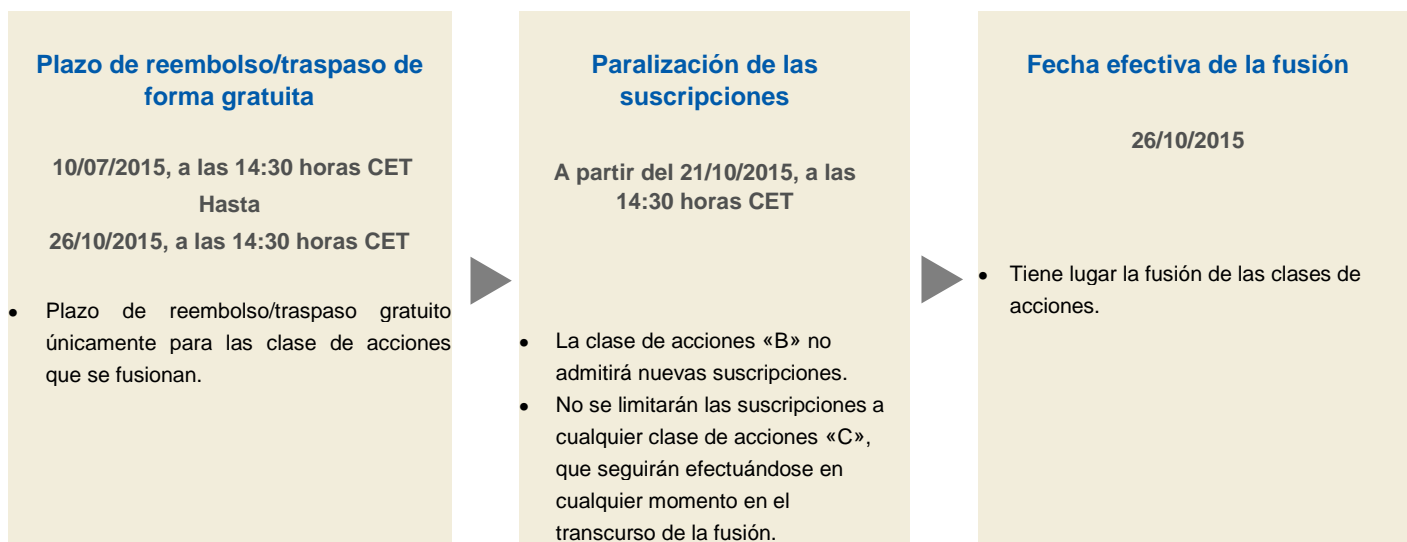 Plazo de reembolso/traspaso de
forma gratuita
10/07/2015, a las 14:30 horas CET
Hasta
26/10/2015, a las 14:30 horas CET
• Plazo de reembolso/traspaso gratuito
únicamente para las clase de acciones
que se fusionan.
Paralización de las
suscripciones
A partir del 21/10/2015, a las
14:30 horas CET
• La clase de acciones «B» no
admitirá nuevas suscripciones.
• No se limitarán las suscripciones a
cualquier clase de acciones «C»,
que seguirán efectuándose en
cualquier momento en el
transcurso de la fusión.
Fecha efectiva de la fusión
26/10/2015
• Tiene lugar la fusión de las clases de
acciones.